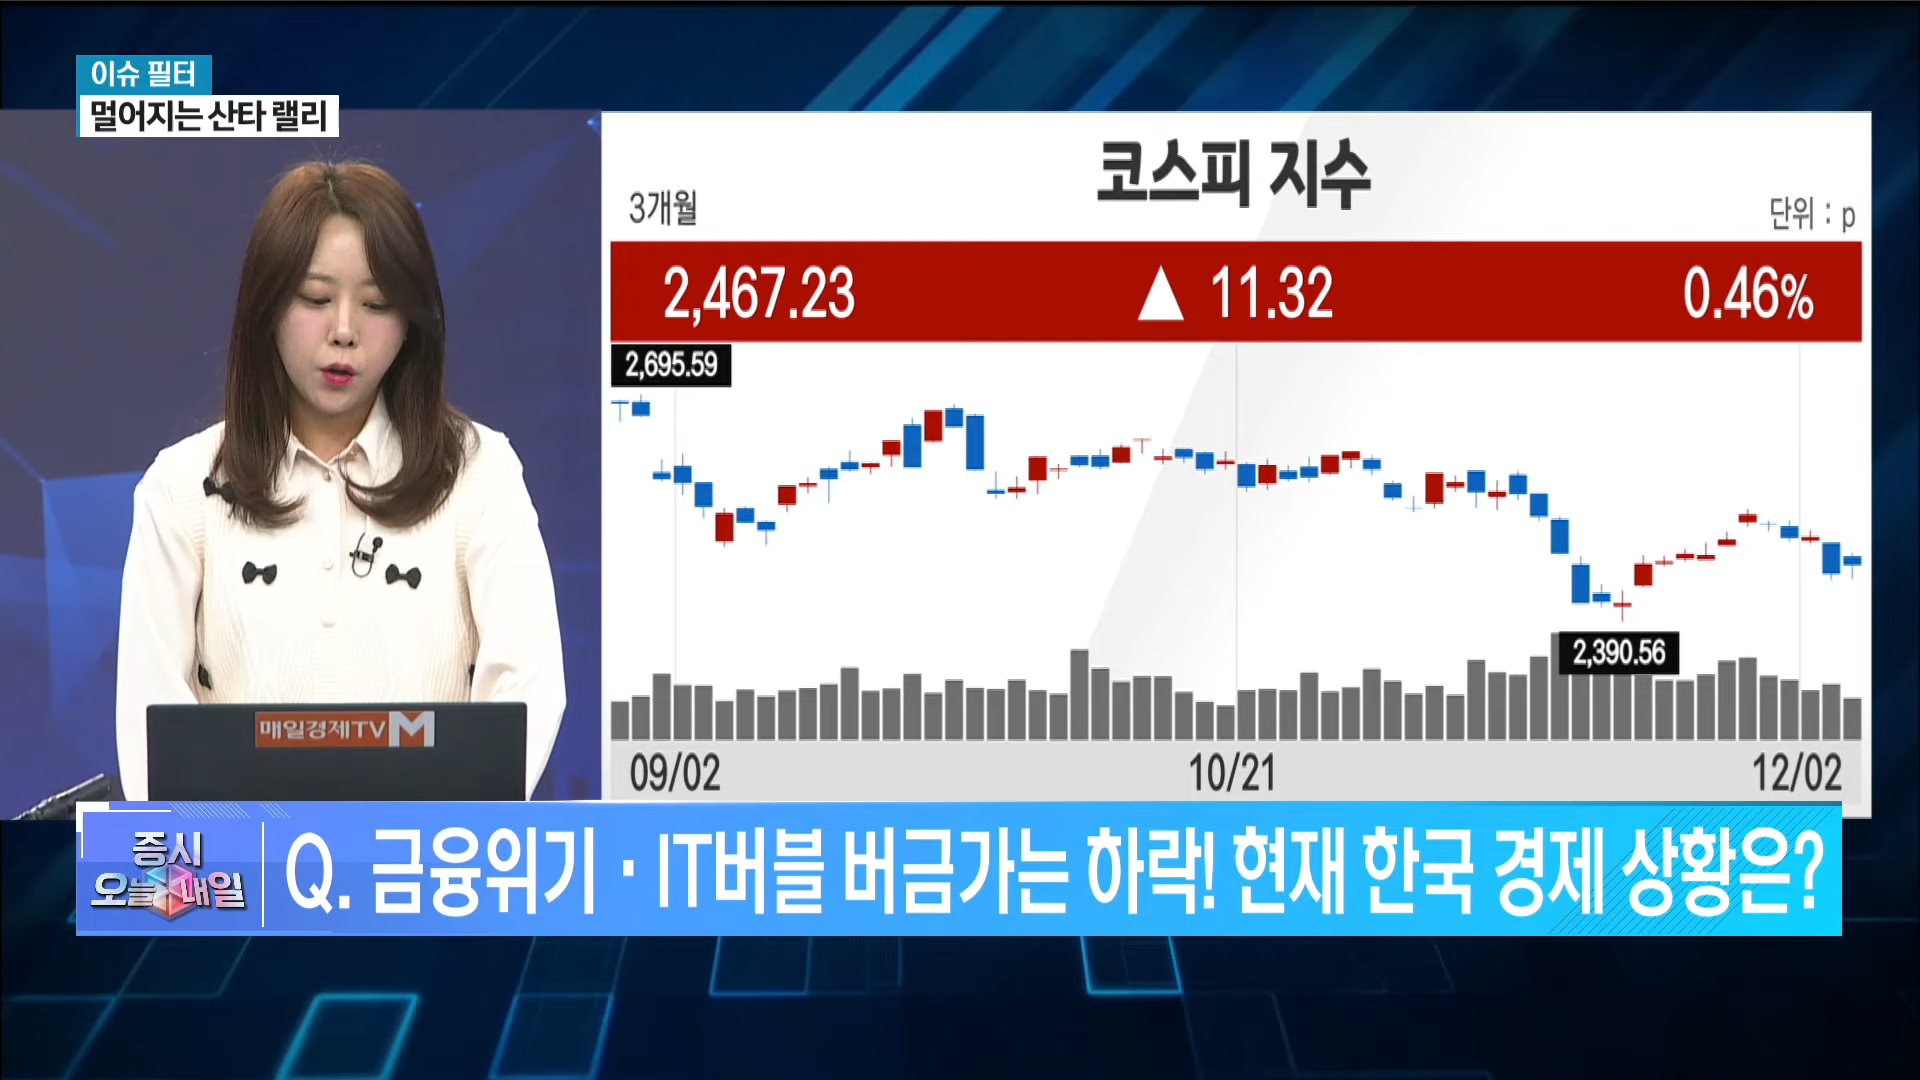 이슈 필터
멀어지는 산타 랠리
코스피 지수
3개월
단위 : p
2,467.23 ▲ 11.32 0.46%
2,695.59
2,390.56
09/02 10/21 12/02
매일경제TV M
증시
오늘 매일
Q. 금융위기·IT버블 버금가는 하락! 현재 한국 경제 상황은?